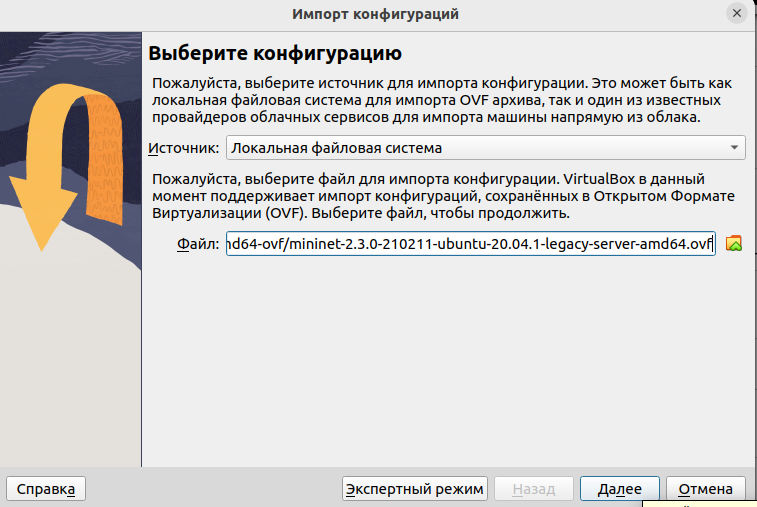 Импорт конфигураций
Выберите конфигурацию
Пожалуйста, выберите источник для импорта конфигурации. Это может быть как
локальная файловая система для импорта OVF архива, так и один из известных
провайдеров облачных сервисов для импорта машины напрямую из облака.
Источник: Локальная файловая система
Пожалуйста, выберите файл для импорта конфигурации. VirtualBox в данный
момент поддерживает импорт конфигураций, сохранённых в Открытом Формате
Виртуализации (OVF). Выберите файл, чтобы продолжить.
Файл: md64-ovf/mininet-2.3.0-210211-ubuntu-20.04.1-legacy-server-amd64.ovf
Справка Экспертный режим Назад Далее Отмена